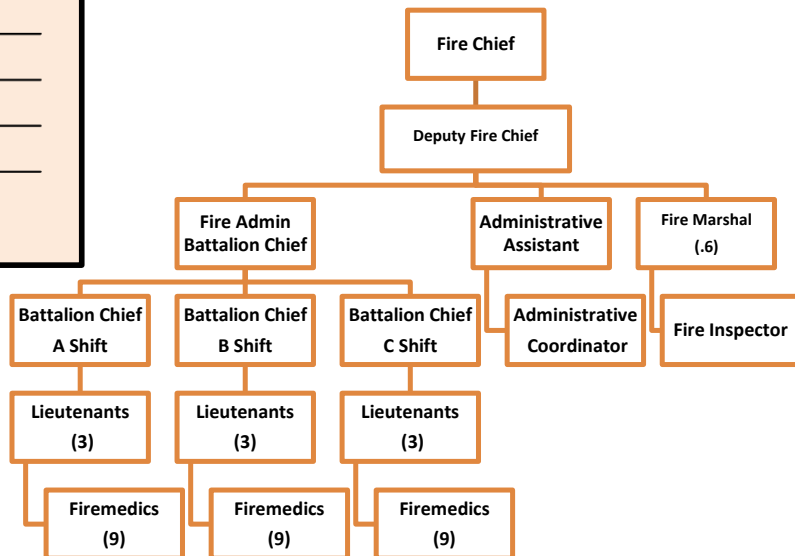 Fire Chief
Deputy Fire Chief
Fire Admin
Battalion Chief
Administrative
Assistant
Fire Marshal
(.6)
Battalion Chief
A Shift
Battalion Chief
B Shift
Battalion Chief
C Shift
Administrative
Coordinator
Fire Inspector
Lieutenants
(3)
Lieutenants
(3)
Lieutenants
(3)
Firemedics
(9)
Firemedics
(9)
Firemedics
(9)